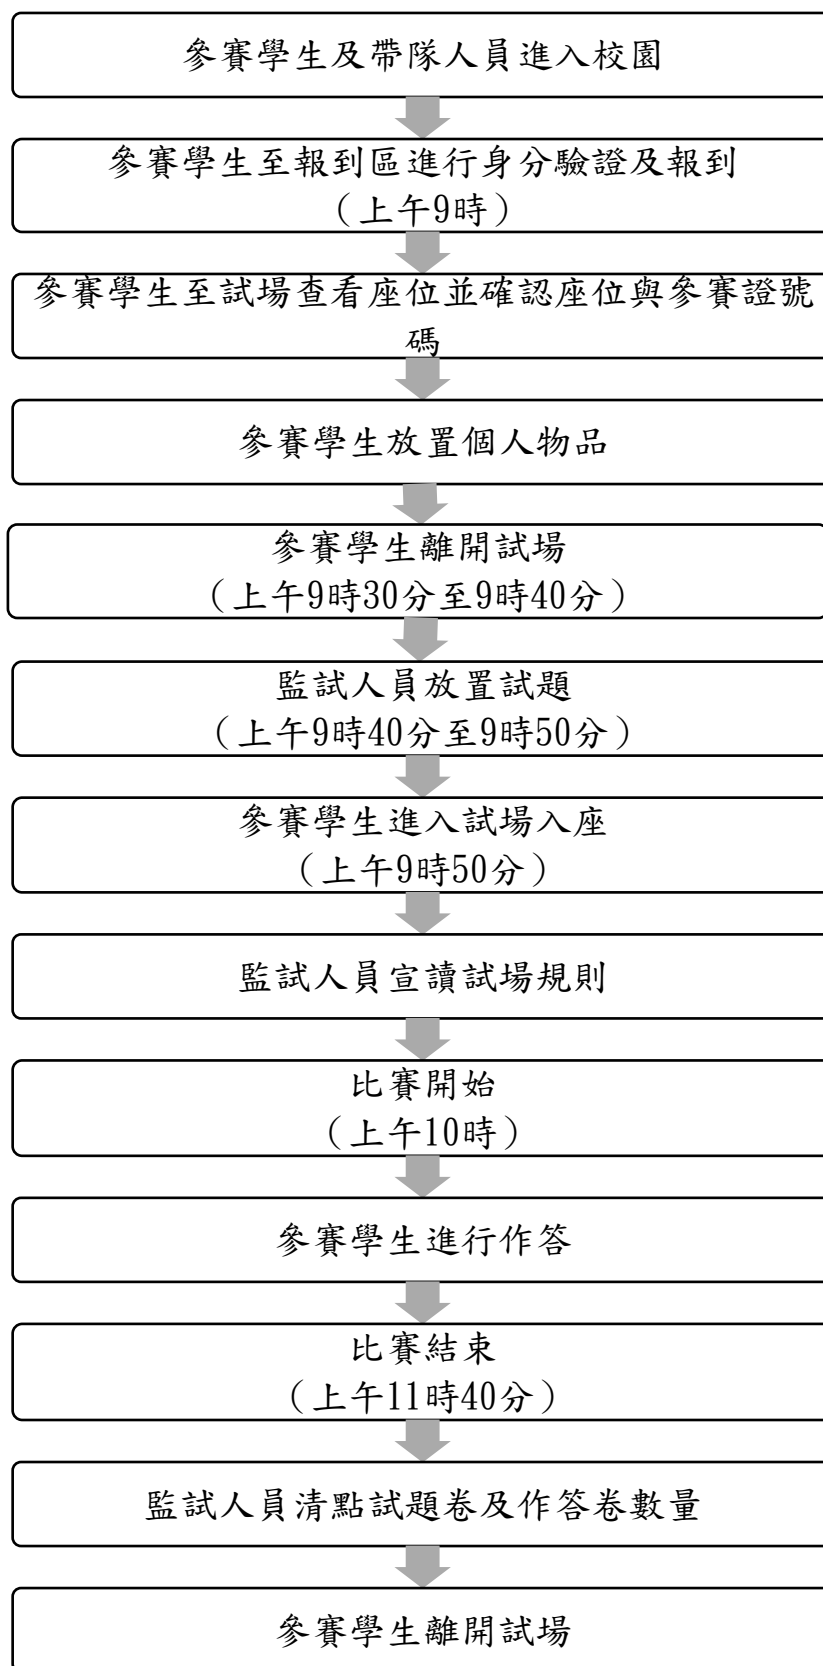 參賽學生及帶隊人員進入校園
參賽學生至報到區進行身分驗證及報到
（上午9時）
參賽學生至試場查看座位並確認座位與參賽證號
碼
參賽學生放置個人物品
參賽學生離開試場
（上午9時30分至9時40分）
監試人員放置試題
（上午9時40分至9時50分）
參賽學生進入試場入座
（上午9時50分）
監試人員宣讀試場規則
比賽開始
（上午10時）
參賽學生進行作答
比賽結束
（上午11時40分）
監試人員清點試題卷及作答卷數量
參賽學生離開試場